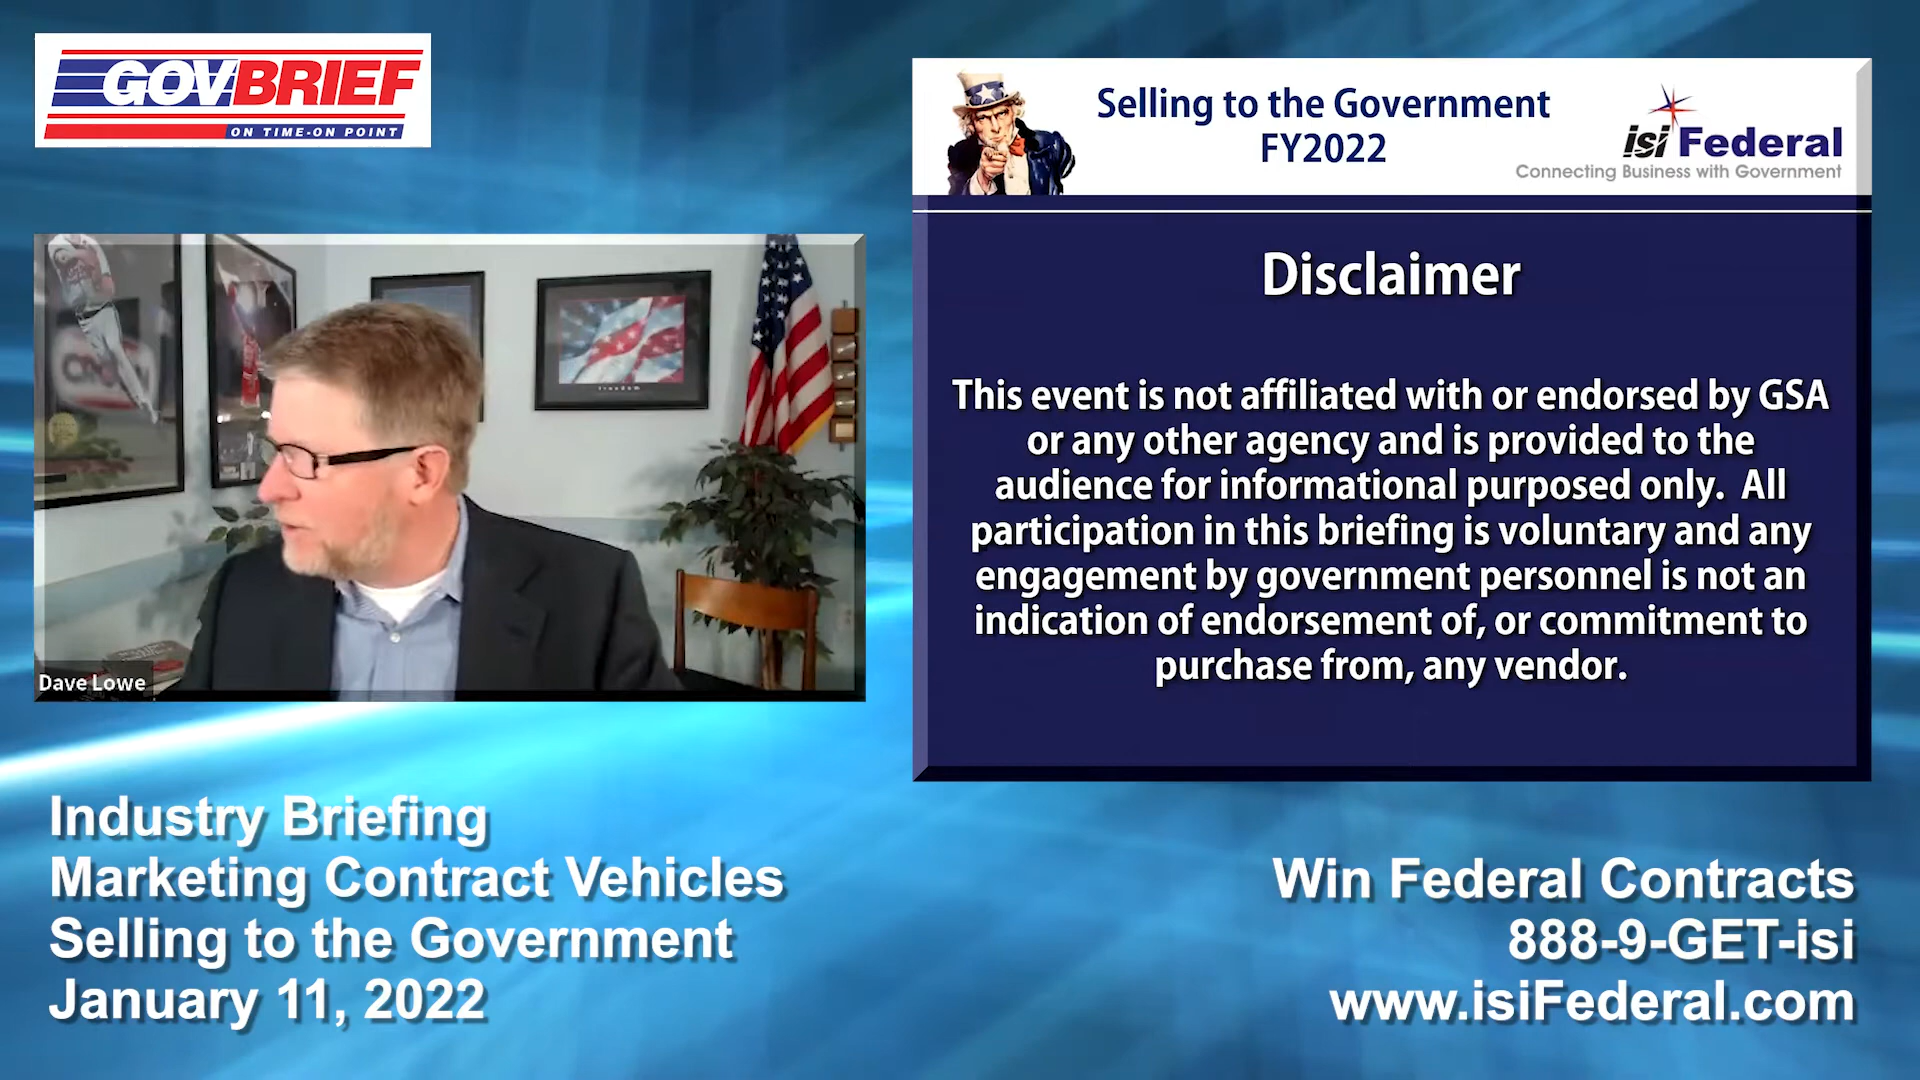 GOVBRIEF
ON TIME-ON POINT
Selling to the Government
FY2022
isi Federal
Connecting Business with Government
Disclaimer
This event is not affiliated with or endorsed by GSA
or any other agency and is provided to the
audience for informational purposed only.  All
participation in this briefing is voluntary and any
engagement by government personnel is not an
indication of endorsement of, or commitment to
purchase from, any vendor.
freedom
Dave Lowe
Industry Briefing
Marketing Contract Vehicles
Selling to the Government
January 11, 2022
Win Federal Contracts
888-9-GET-isi
www.isiFederal.com